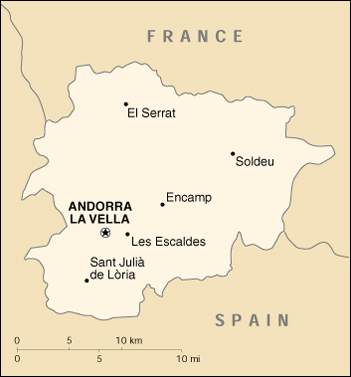 FRANCE
El Serrat
Soldeu
Encamp
ANDORRA
LA VELLA
Les Escaldes
Sant Julià
de Lòria
SPAIN
0 5 10 km
0 5 10 mi